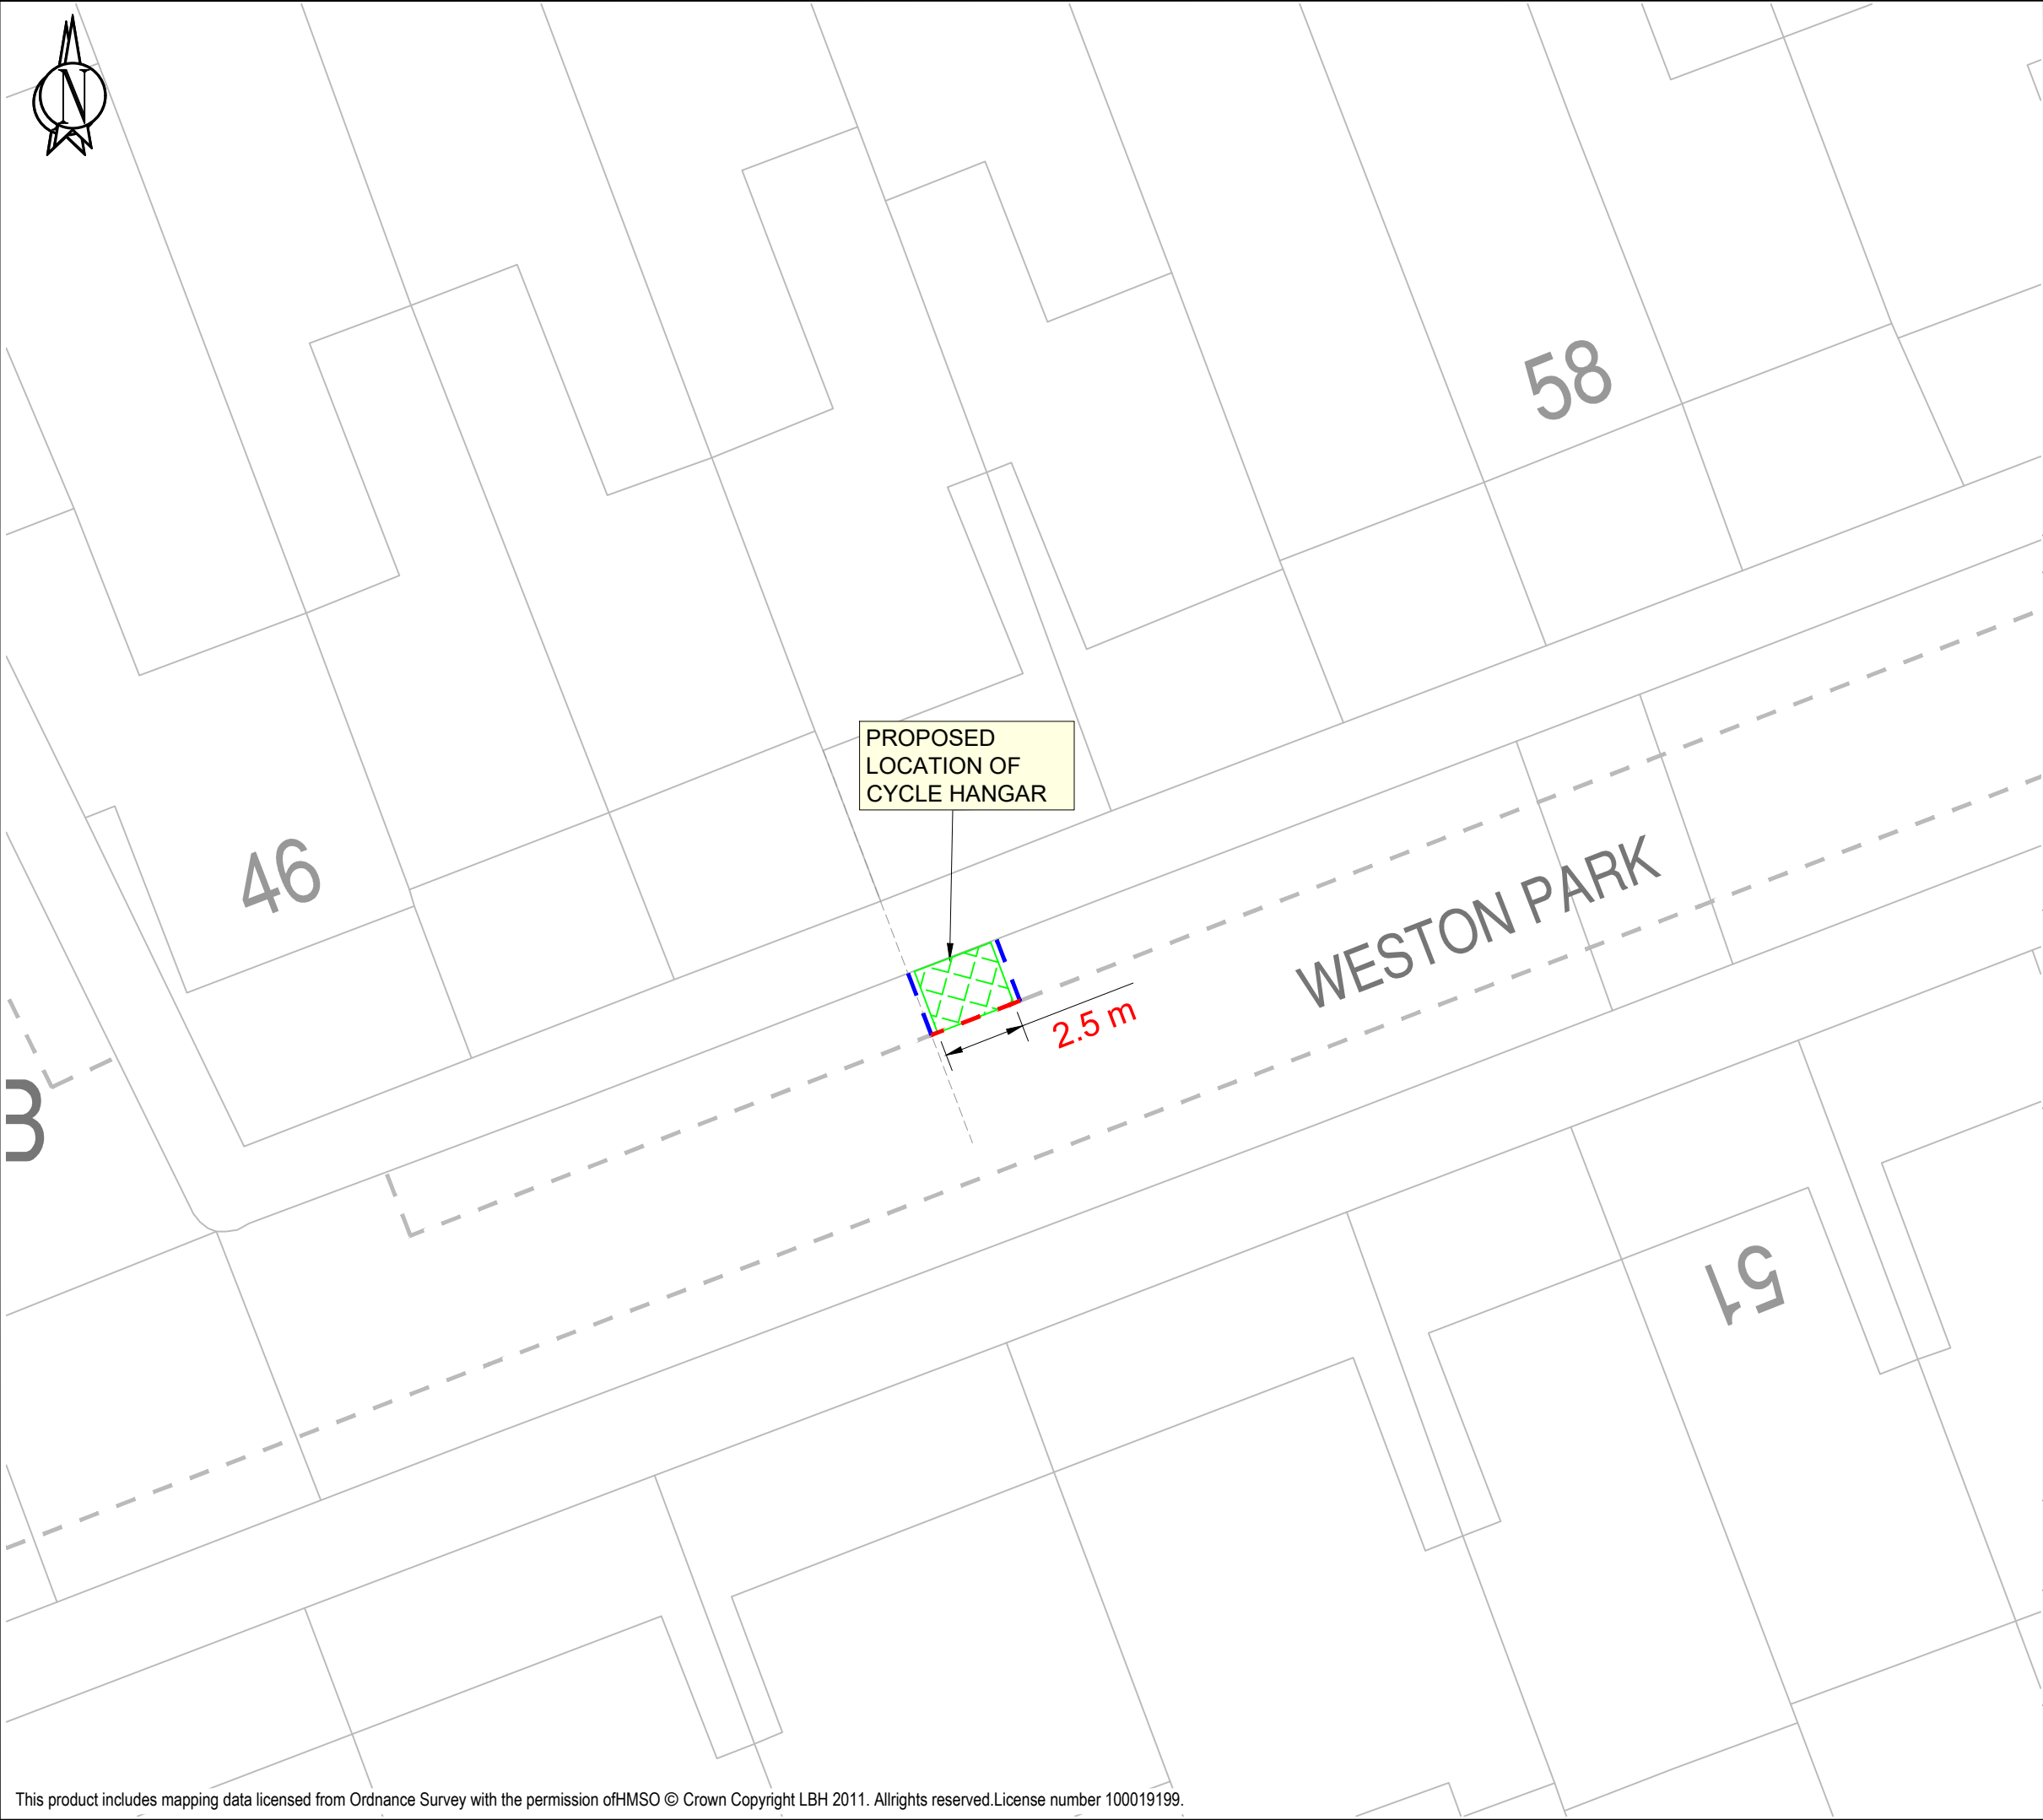 N
58
PROPOSED
LOCATION OF
CYCLE HANGAR
46
WESTON PARK
2.5 m
51
This product includes mapping data licensed from Ordnance Survey with the permission ofHMSO © Crown Copyright LBH 2011. Allrights reserved.License number 100019199.